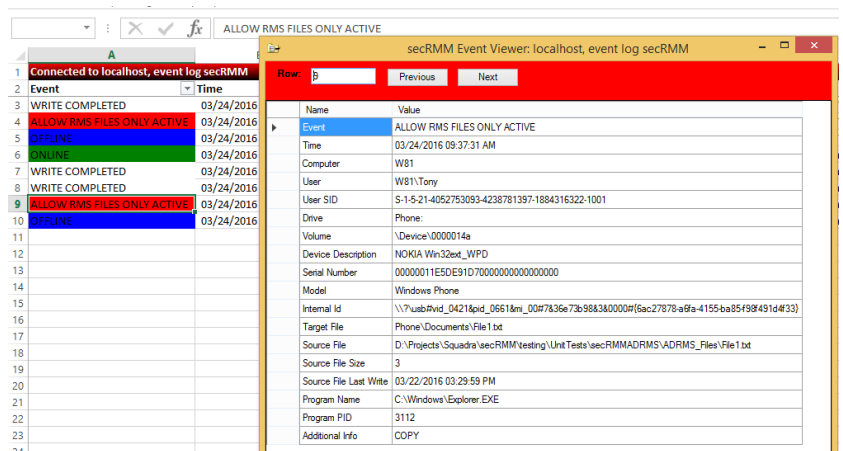 ALLOW RMS FILES ONLY ACTIVE
A
1 Connected to localhost, event log secRMM
2 Event Time
3 WRITE COMPLETED 03/24/2016
4 ALLOW RMS FILES ONLY ACTIVE 03/24/2016
5 OFFLINE 03/24/2016
6 ONLINE 03/24/2016
7 WRITE COMPLETED 03/24/2016
8 WRITE COMPLETED 03/24/2016
9 ALLOW RMS FILES ONLY ACTIVE 03/24/2016
10 OFFLINE 03/24/2016
11
12
13
14
15
16
17
18
19
20
21
22
23
secRMM Event Viewer: localhost, event log secRMM
Row: 9 Previous Next
Name Value
Event ALLOW RMS FILES ONLY ACTIVE
Time 03/24/2016 09:37:31 AM
Computer W81
User W81\Tony
User SID S-1-5-21-4052753093-4238781397-1884316322-1001
Drive Phone:
Volume \Device\0000014a
Device Description NOKIA Win32ext_WPD
Serial Number 00000011E5DE91D70000000000000000
Model Windows Phone
Internal Id \\?\usb#vid_0421&pid_0661&mi_00#7&36e73b98&3&0000#{6ac27878-a6fa-4155-ba85-f98f491d4f33}
Target File Phone\Documents\File1.txt
Source File D:\Projects\Squadra\secRMM\testing\UnitTests\secRMMADRMS\ADRMS_Files\File1.txt
Source File Size 3
Source File Last Write 03/22/2016 03:29:59 PM
Program Name C:\Windows\Explorer.EXE
Program PID 3112
Additional Info COPY